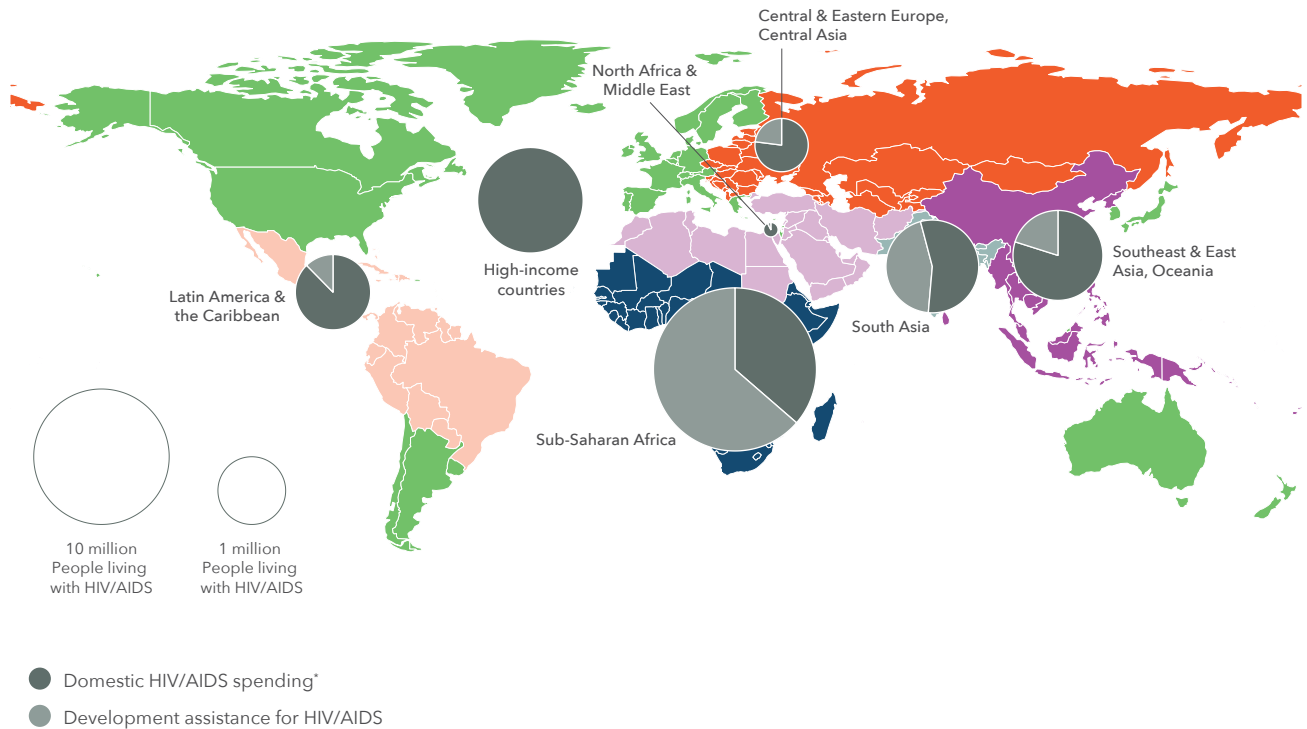 Central & Eastern Europe,
Central Asia
North Africa &
Middle East
High-income
countries
Latin America &
the Caribbean
Southeast & East
Asia, Oceania
South Asia
Sub-Saharan Africa
10 million
People living
with HIV/AIDS
1 million
People living
with HIV/AIDS
Domestic HIV/AIDS spending*
Development assistance for HIV/AIDS